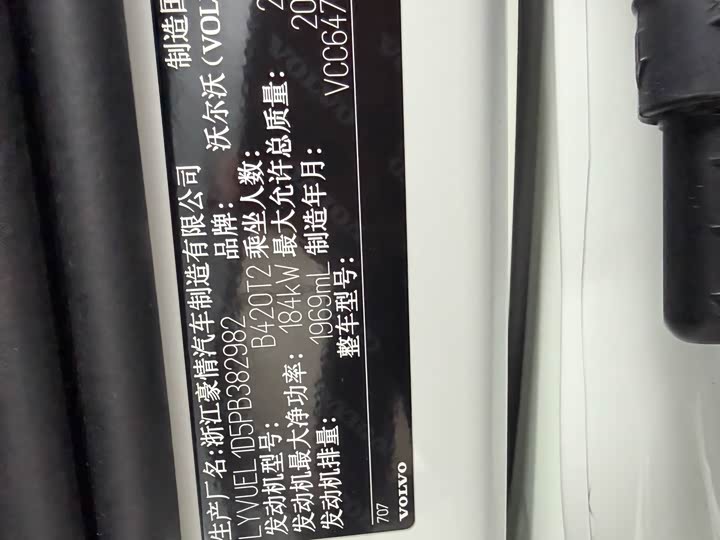 生产厂名:浙江豪情汽车制造有限公司 制造国
LYVUEL1D5PB382982 品牌: 沃尔沃(VOL
发动机型号: B420T2 乘坐人数:
发动机最大净功率: 184kW 最大允许总质量: 2
发动机排量: 1969mL 制造年月: 20
整车型号: VCC647
707
VOLVO